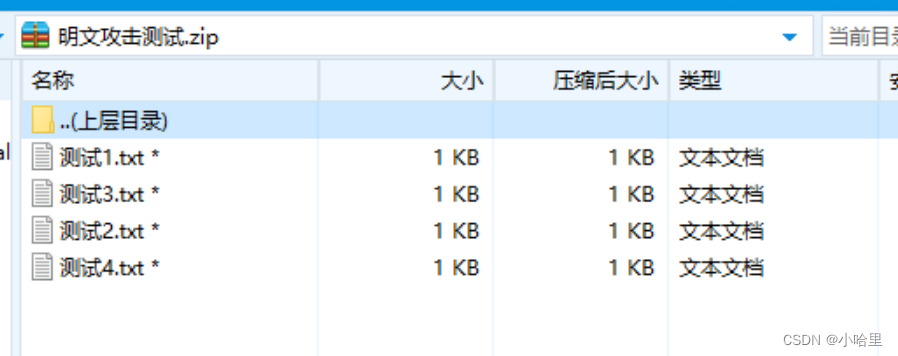 明文攻击测试.zip 当前目
名称 大小 压缩后大小 类型
..(上层目录)
al 测试1.txt * 1 KB 1 KB 文本文档
测试3.txt * 1 KB 1 KB 文本文档
测试2.txt * 1 KB 1 KB 文本文档
测试4.txt * 1 KB 1 KB 文本文档
CSDN @小哈里